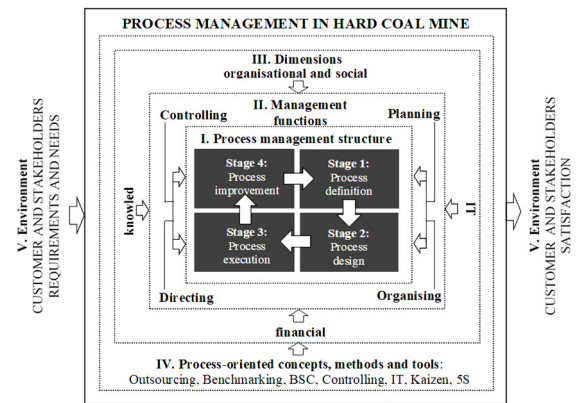 PROCESS MANAGEMENT IN HARD COAL MINE
III. Dimensions
organisational and social
Controlling
II. Management
functions
Planning
I. Process management structure
Stage 4:
Process
improvement
Stage 1:
Process
definition
Stage 3:
Process
execution
Stage 2:
Process
design
Directing
Organising
knowled
IT
financial
IV. Process-oriented concepts, methods and tools:
Outsourcing, Benchmarking, BSC, Controlling, IT, Kaizen, 5S
V. Environment
CUSTOMER AND STAKEHOLDERS
REQUIREMENTS AND NEEDS
V. Environment
CUSTOMER AND STAKEHOLDERS
SATISFACTION